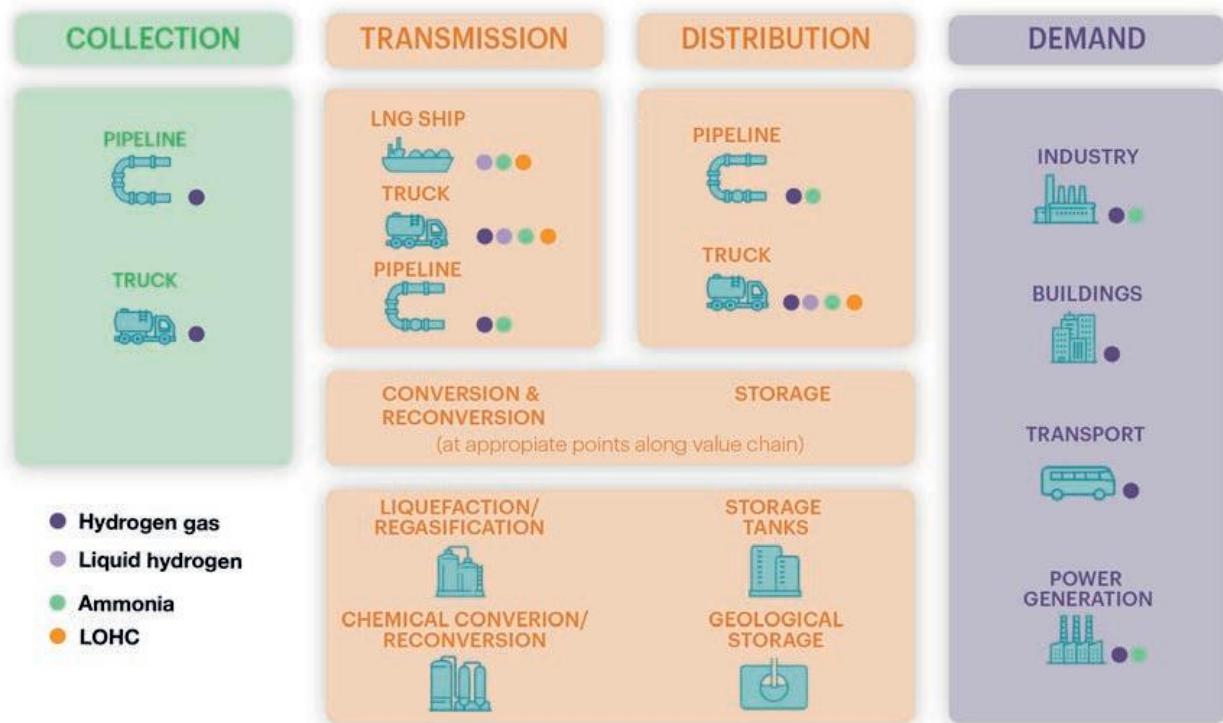 COLLECTION
TRANSMISSION
DISTRIBUTION
DEMAND
PIPELINE
TRUCK
LNG SHIP
TRUCK
PIPELINE
PIPELINE
TRUCK
INDUSTRY
BUILDINGS
TRANSPORT
POWER
GENERATION
CONVERSION &
RECONVERSION
STORAGE
(at appropiate points along value chain)
LIQUEFACTION/
REGASIFICATION
STORAGE
TANKS
CHEMICAL CONVERION/
RECONVERSION
GEOLOGICAL
STORAGE
Hydrogen gas
Liquid hydrogen
Ammonia
LOHC